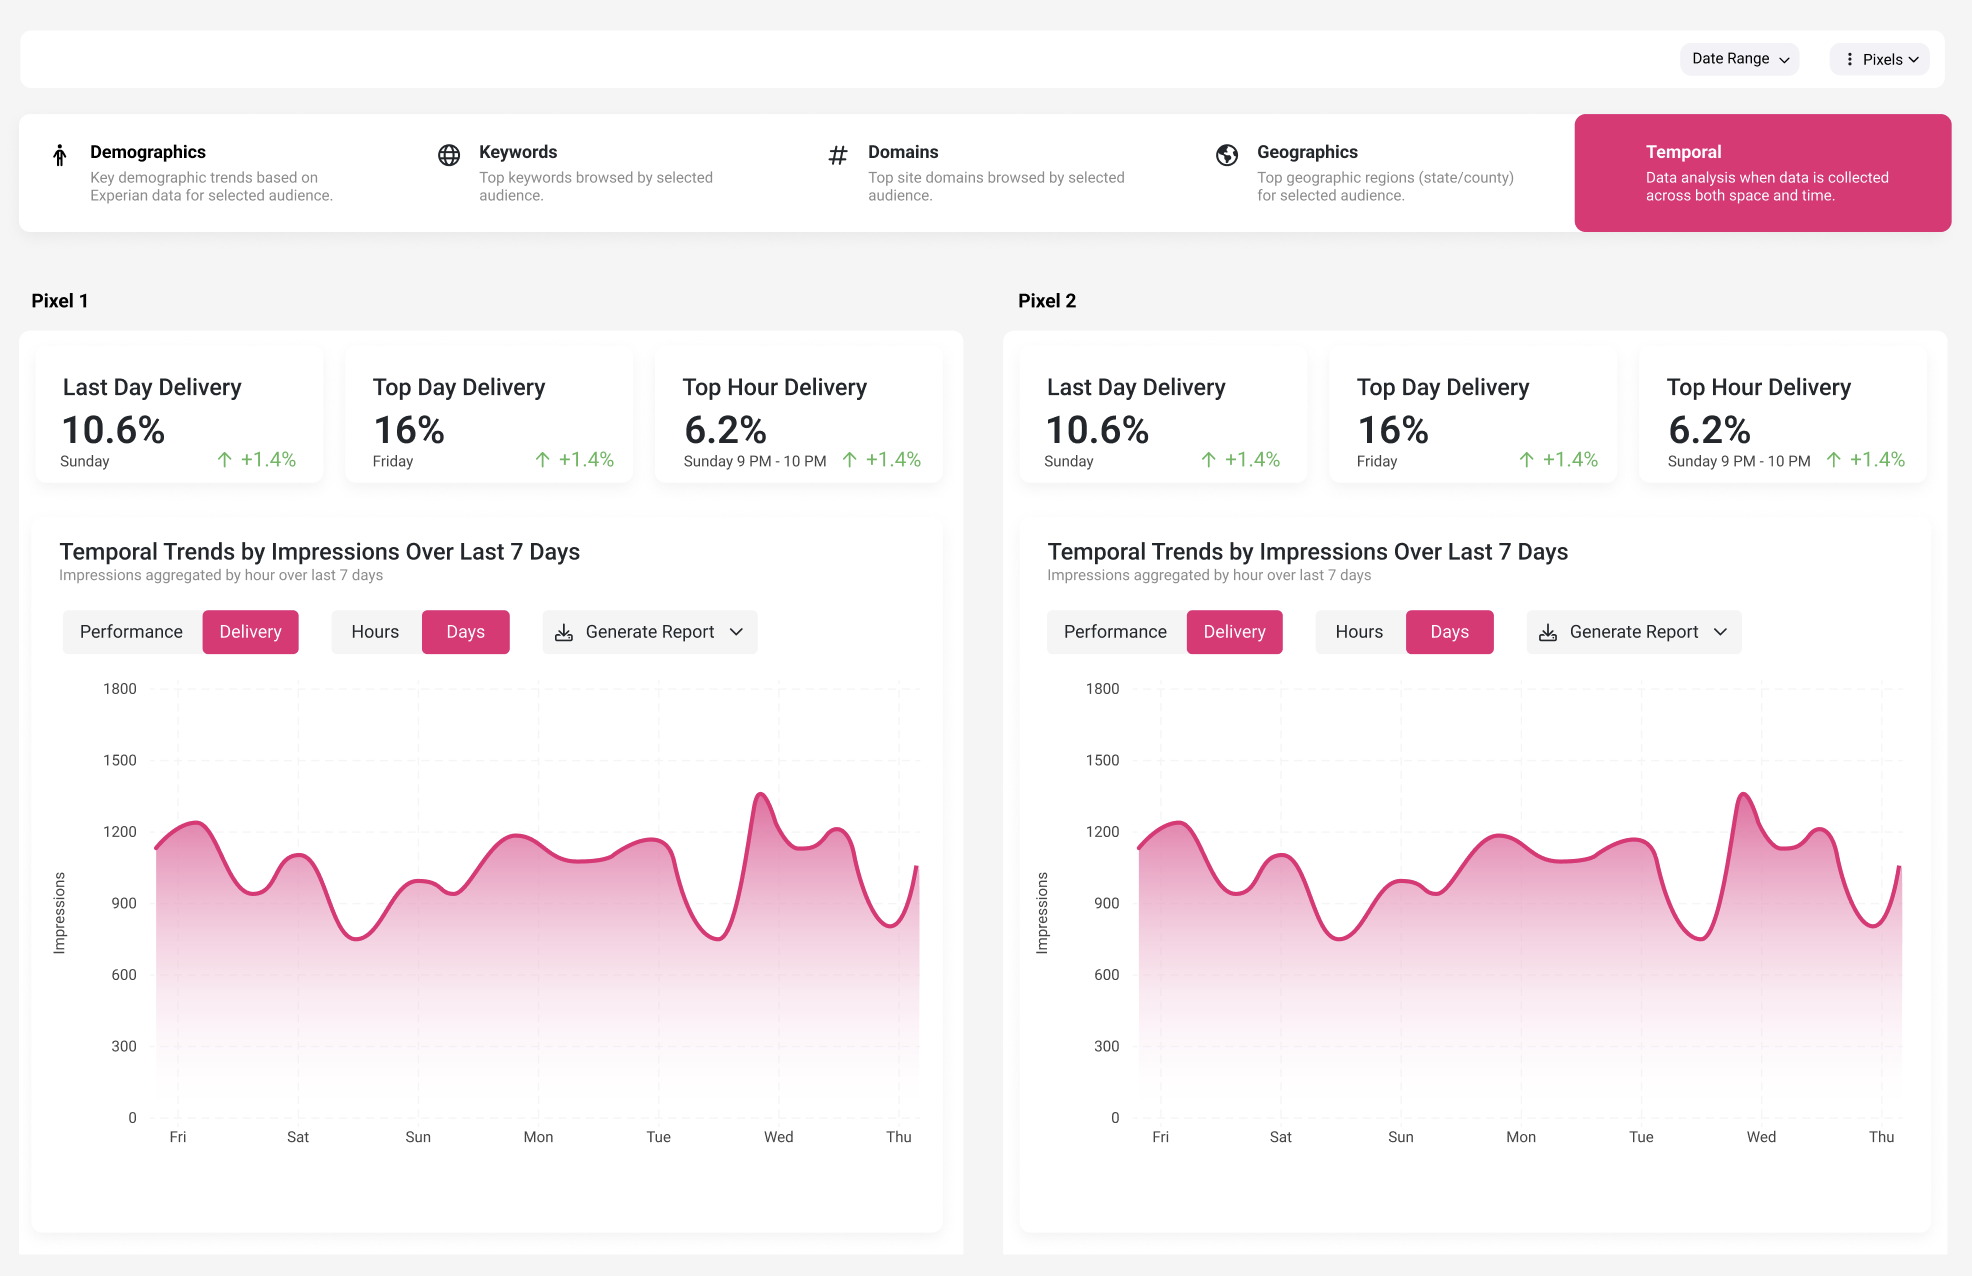 Date Range
Pixels
Demographics
Key demographic trends based on
Experian data for selected audience.
Keywords
Top keywords browsed by selected
audience.
Domains
Top site domains browsed by selected
audience.
Geographics
Top geographic regions (state/county)
for selected audience.
Temporal
Data analysis when data is collected
across both space and time.
Pixel 1
Last Day Delivery
10.6%
Sunday
+1.4%
Top Day Delivery
16%
Friday
+1.4%
Top Hour Delivery
6.2%
Sunday 9 PM - 10 PM
+1.4%
Temporal Trends by Impressions Over Last 7 Days
Impressions aggregated by hour over last 7 days
Performance
Delivery
Hours
Days
Generate Report
1800
1500
1200
900
600
300
0
Impressions
Fri
Sat
Sun
Mon
Tue
Wed
Thu
Pixel 2
Last Day Delivery
10.6%
Sunday
+1.4%
Top Day Delivery
16%
Friday
+1.4%
Top Hour Delivery
6.2%
Sunday 9 PM - 10 PM
+1.4%
Temporal Trends by Impressions Over Last 7 Days
Impressions aggregated by hour over last 7 days
Performance
Delivery
Hours
Days
Generate Report
1800
1500
1200
900
600
300
0
Impressions
Fri
Sat
Sun
Mon
Tue
Wed
Thu